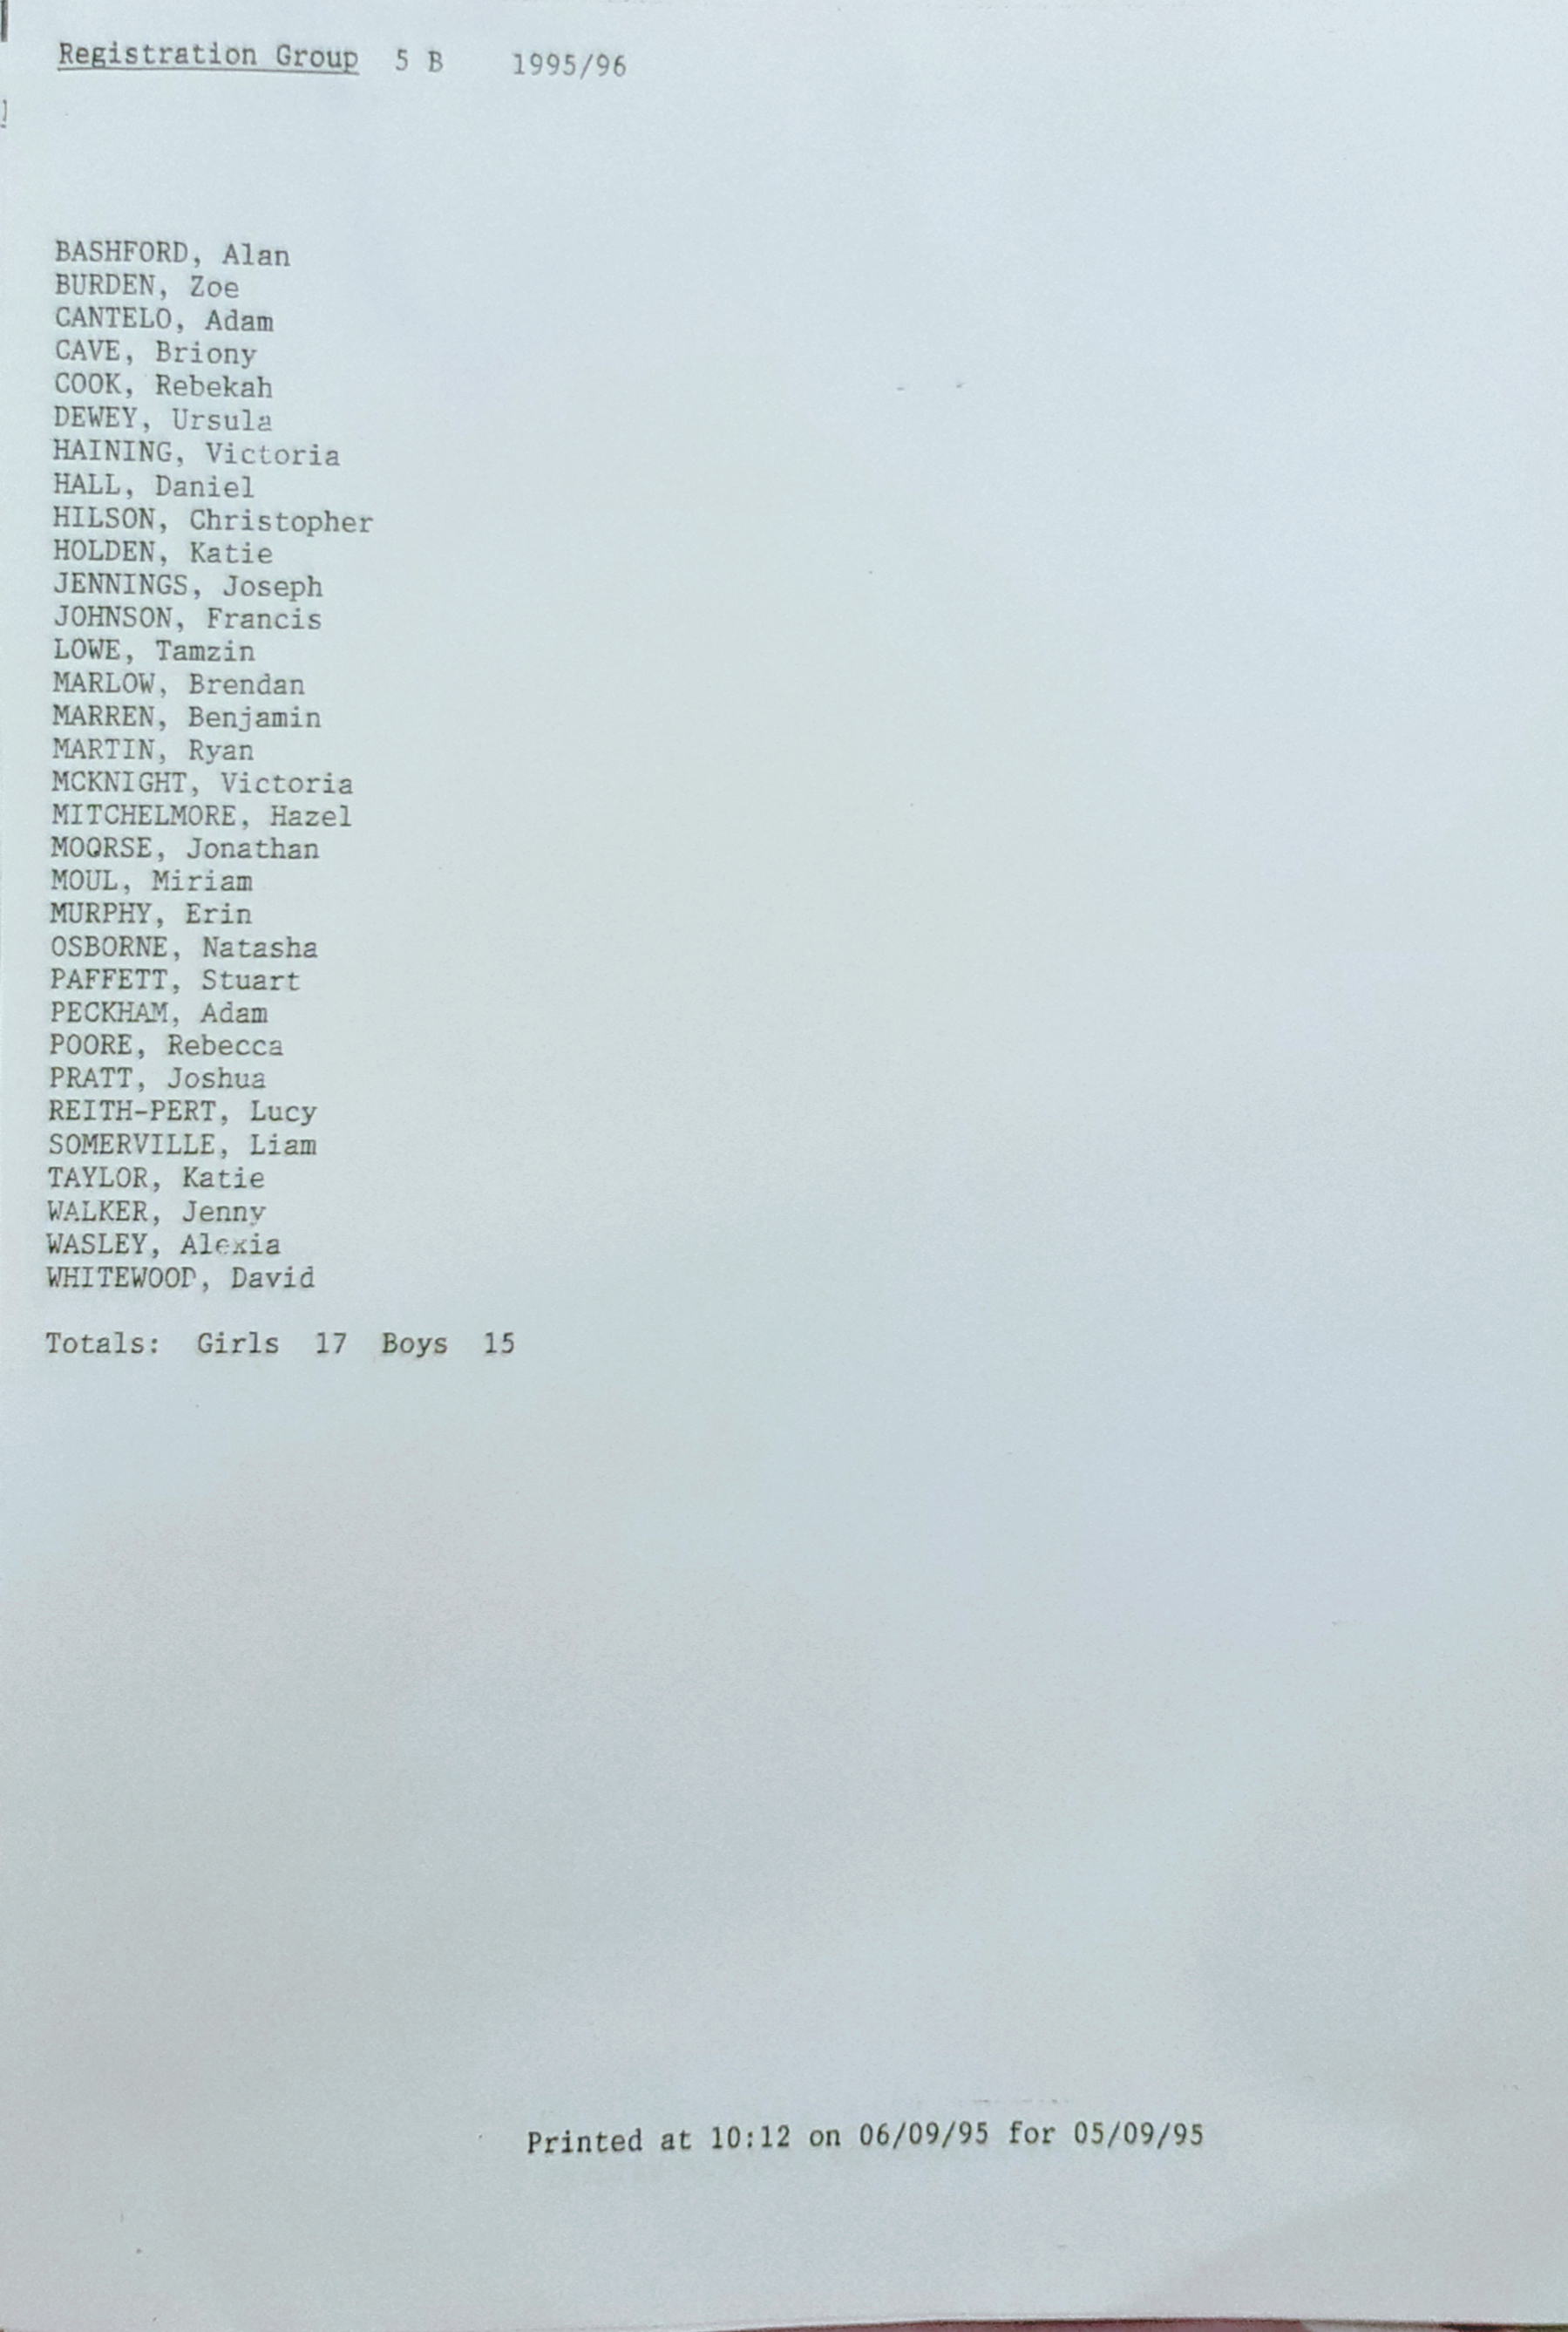 Registration Group 5 B 1995/96
BASHFORD, Alan
BURDEN, Zoe
CANTELO, Adam
CAVE, Briony
COOK, Rebekah
DEWEY, Ursula
HAINING, Victoria
HALL, Daniel
HILSON, Christopher
HOLDEN, Katie
JENNINGS, Joseph
JOHNSON, Francis
LOWE, Tamzin
MARLOW, Brendan
MARREN, Benjamin
MARTIN, Ryan
MCKNIGHT, Victoria
MITCHELMORE, Hazel
MOORSE, Jonathan
MOUL, Miriam
MURPHY, Erin
OSBORNE, Natasha
PAFFETT, Stuart
PECKHAM, Adam
POORE, Rebecca
PRATT, Joshua
REITH-PERT, Lucy
SOMERVILLE, Liam
TAYLOR, Katie
WALKER, Jenny
WASLEY, Alexia
WHITEWOOD, David
Totals: Girls 17 Boys 15
Printed at 10:12 on 06/09/95 for 05/09/95